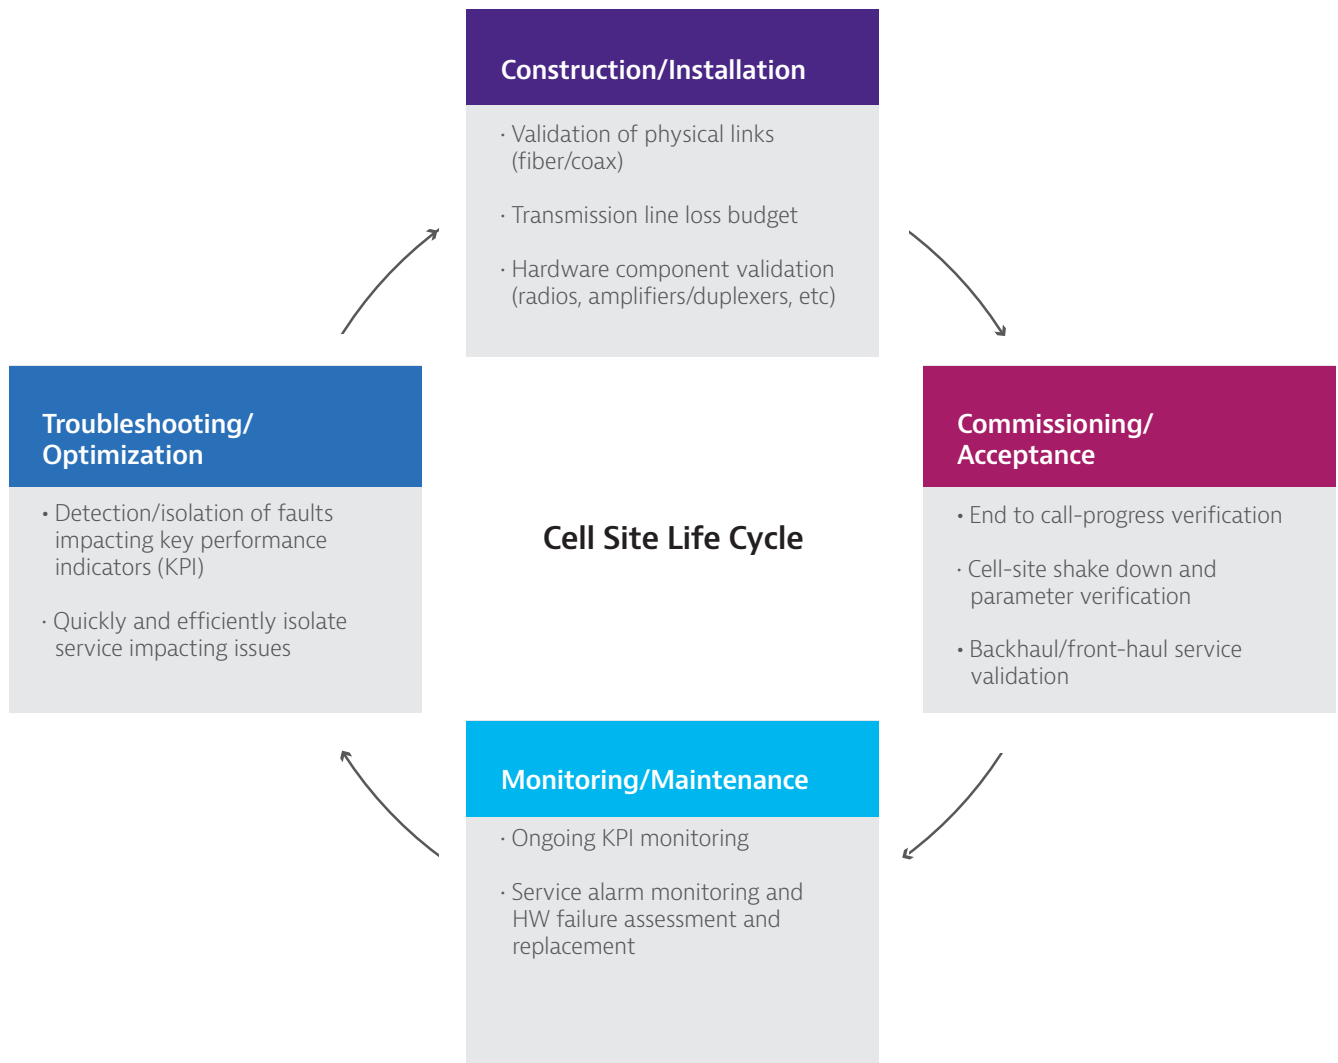 Construction/Installation
· Validation of physical links
(fiber/coax)
· Transmission line loss budget
· Hardware component validation
(radios, amplifiers/duplexers, etc)
Troubleshooting/
Optimization
• Detection/isolation of faults
impacting key performance
indicators (KPI)
· Quickly and efficiently isolate
service impacting issues
Cell Site Life Cycle
Commissioning/
Acceptance
• End to call-progress verification
· Cell-site shake down and
parameter verification
• Backhaul/front-haul service
validation
Monitoring/Maintenance
· Ongoing KPI monitoring
· Service alarm monitoring and
HW failure assessment and
replacement